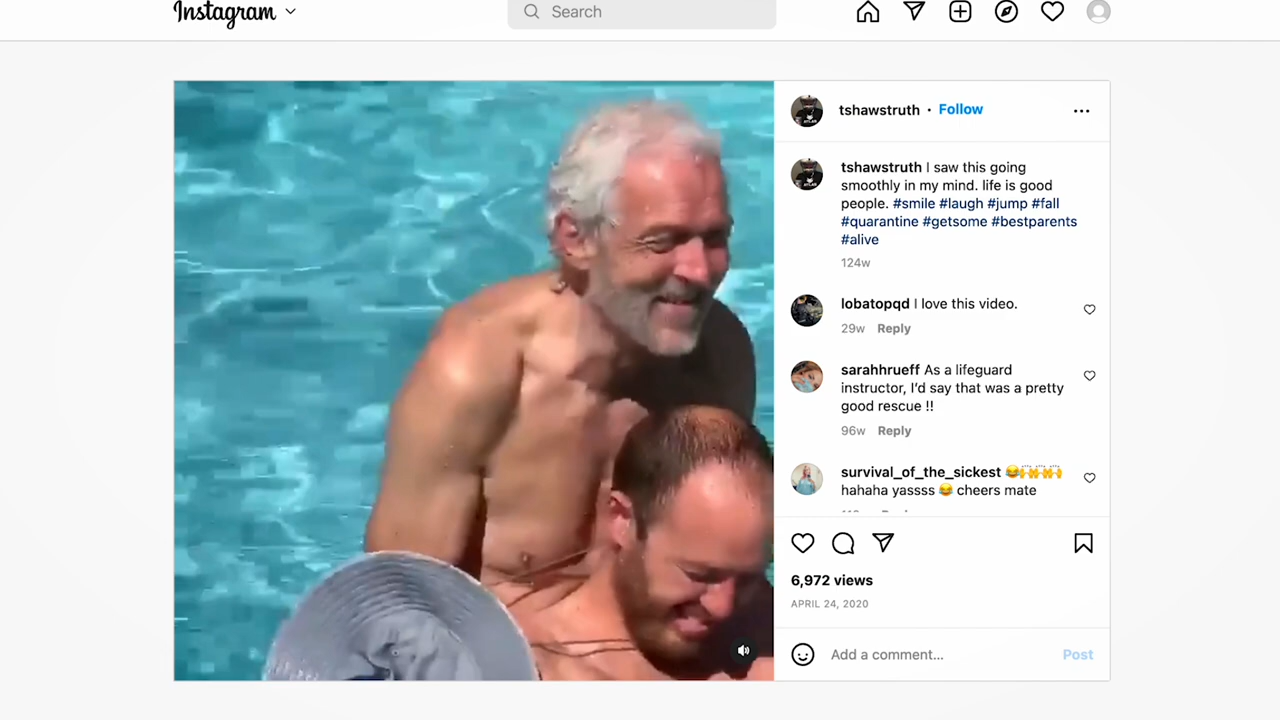 Instagram
Search
tshawstruth • Follow
tshawstruth I saw this going
smoothly in my mind. life is good
people. #smile #laugh #jump #fall
#quarantine #getsome #bestparents
#alive
124w
lobatopqd I love this video.
29w Reply
sarahhrueff As a lifeguard
instructor, I'd say that was a pretty
good rescue !!
96w Reply
survival_of_the_sickest 😂🙌🙌🙌
hahaha yassss 😂 cheers mate
6,972 views
APRIL 24, 2020
Add a comment...
Post